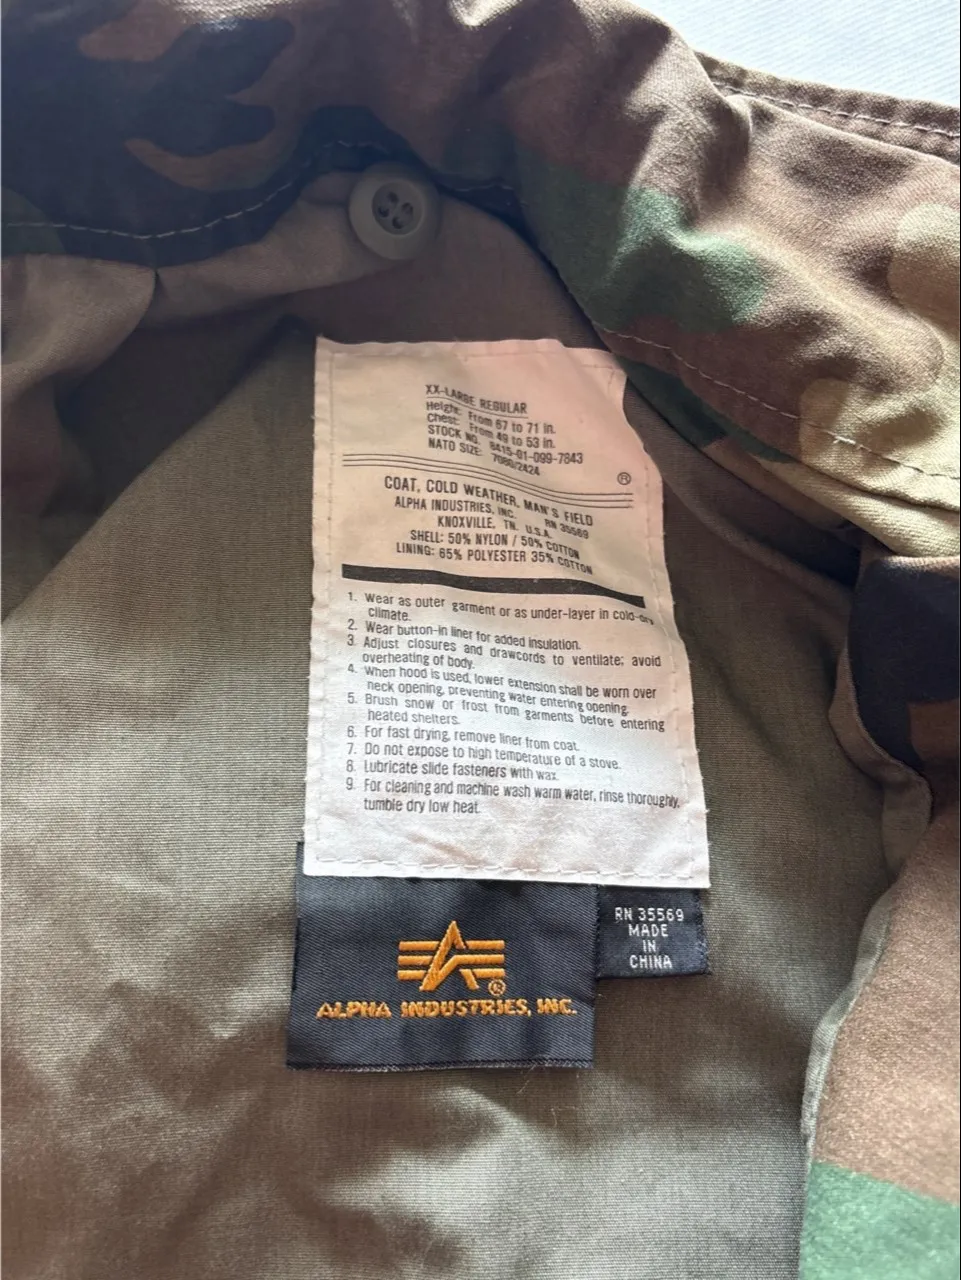 XX-LARGE REGULAR
Height: From 67 to 71 in.
Chest: From 49 to 53 in.
STOCK NO. 8415-01-099-7843
NATO SIZE: 7080/2424
®
COAT, COLD WEATHER, MAN'S FIELD
ALPHA INDUSTRIES, INC. RN 35569
KNOXVILLE, TN. U.S.A.
SHELL: 50% NYLON / 50% COTTON
LINING: 65% POLYESTER 35% COTTON
1. Wear as outer garment or as under-layer in cold-dry
climate.
2. Wear button-in liner for added insulation.
3. Adjust closures and drawcords to ventilate; avoid
overheating of body.
4. When hood is used, lower extension shall be worn over
neck opening, preventing water entering opening.
5. Brush snow or frost from garments before entering
heated shelters.
6. For fast drying, remove liner from coat.
7. Do not expose to high temperature of a stove.
8. Lubricate slide fasteners with wax.
9. For cleaning and machine wash warm water, rinse thoroughly,
tumble dry low heat.
®
ALPHA INDUSTRIES, INC.
RN 35569
MADE
IN
CHINA